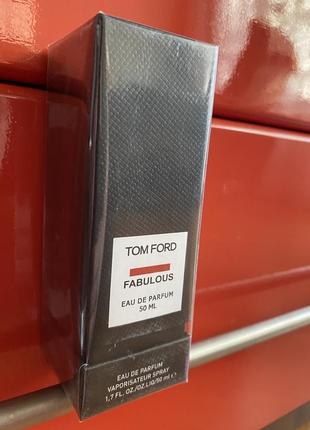 TOM FORD
FABULOUS
EAU DE PARFUM
50 ML
EAU DE PARFUM
VAPORISATEUR SPRAY
1.7 FL.OZ./OZ.LIQ/50 ml e